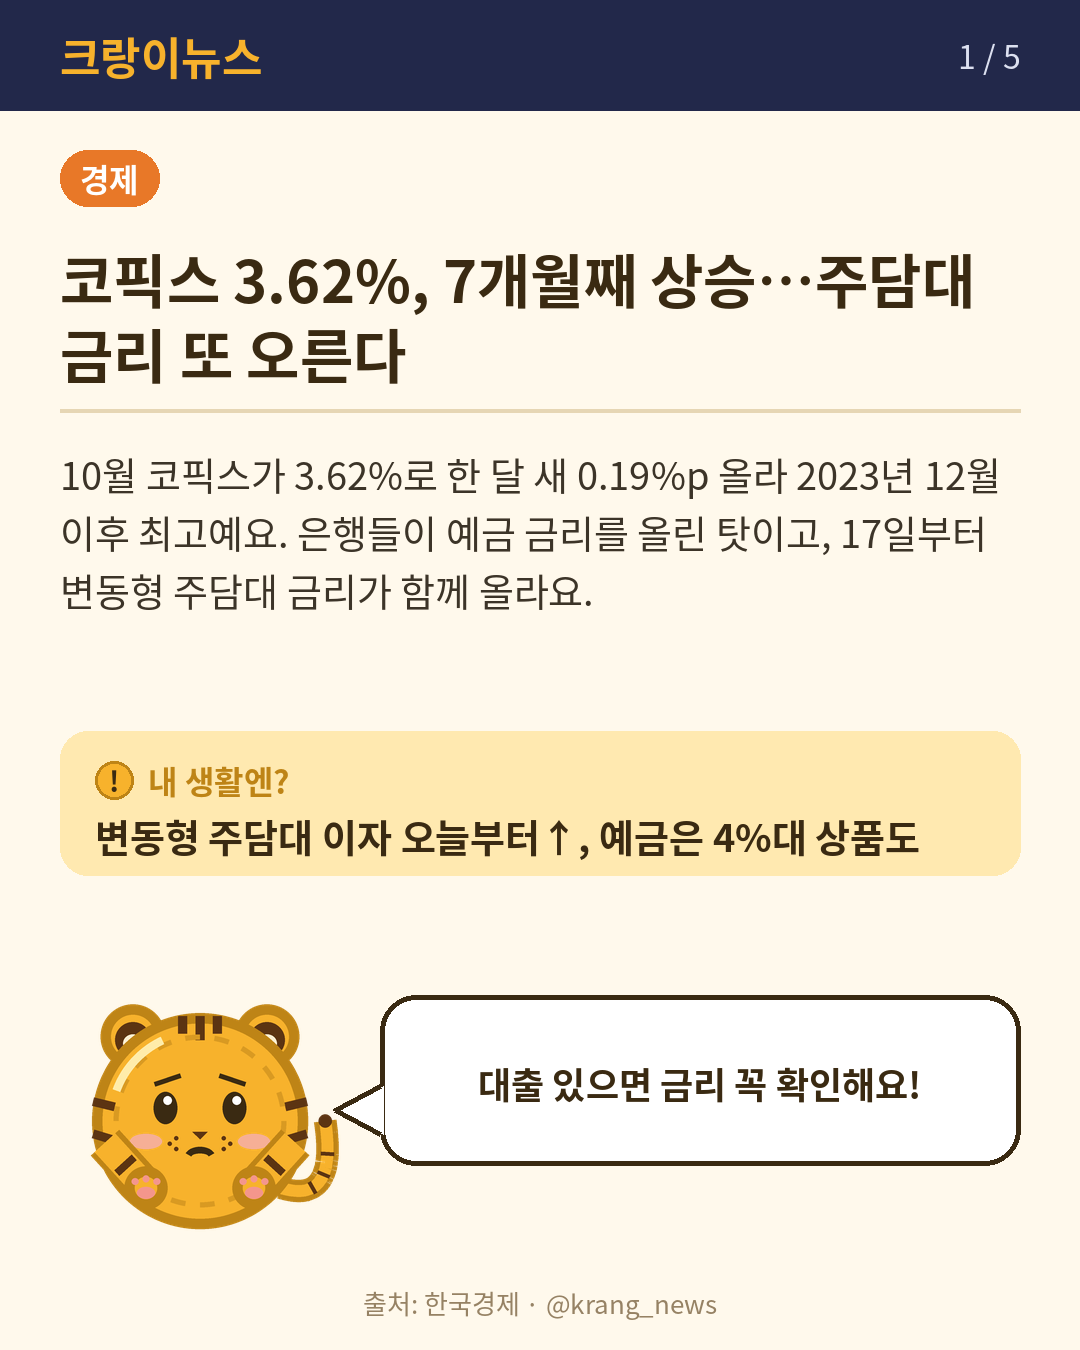 크랑이뉴스
1 / 5
경제
코픽스 3.62%, 7개월째 상승…주담대
금리 또 오른다
10월 코픽스가 3.62%로 한 달 새 0.19%p 올라 2023년 12월
이후 최고예요. 은행들이 예금 금리를 올린 탓이고, 17일부터
변동형 주담대 금리가 함께 올라요.
! 내 생활엔?
변동형 주담대 이자 오늘부터↑, 예금은 4%대 상품도
대출 있으면 금리 꼭 확인해요!
출처: 한국경제 · @krang_news